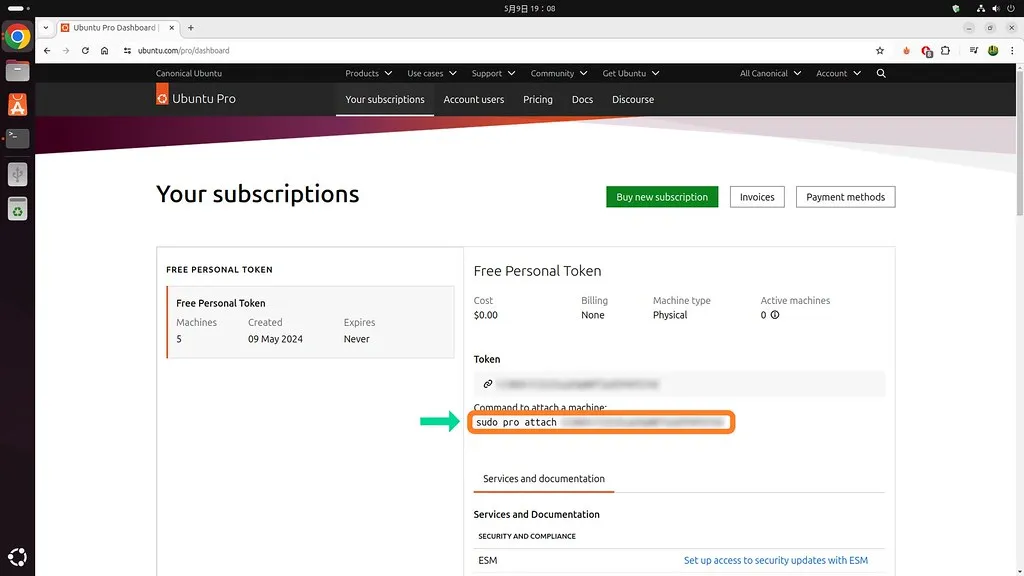 5月9日 19：08
Ubuntu Pro Dashboard
ubuntu.com/pro/dashboard
6
Canonical Ubuntu
Products
Use cases
Support
Community
Get Ubuntu
All Canonical
Account
Ubuntu Pro
Your subscriptions
Account users
Pricing
Docs
Discourse
Your subscriptions
Buy new subscription
Invoices
Payment methods
FREE PERSONAL TOKEN
Free Personal Token
Machines Created Expires
5 09 May 2024 Never
Free Personal Token
Cost Billing Machine type Active machines
$0.00 None Physical 0
Token
Command to attach a machine:
sudo pro attach
Services and documentation
Services and Documentation
SECURITY AND COMPLIANCE
ESM Set up access to security updates with ESM